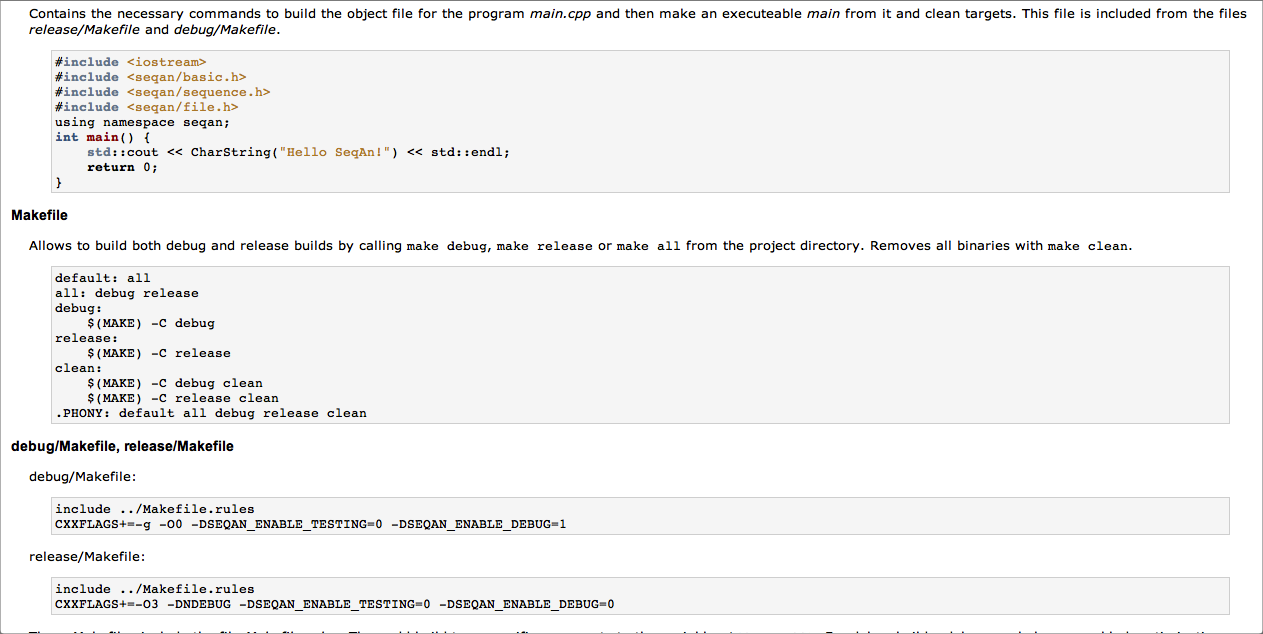 Contains the necessary commands to build the object file for the program main.cpp and then make an executeable main from it and clean targets. This file is included from the files
release/Makefile and debug/Makefile.
#include <iostream>
#include <seqan/basic.h>
#include <seqan/sequence.h>
#include <seqan/file.h>
using namespace seqan;
int main() {
    std::cout << CharString("Hello SeqAn!") << std::endl;
    return 0;
}
Makefile
Allows to build both debug and release builds by calling make debug, make release or make all from the project directory. Removes all binaries with make clean.
default: all
all: debug release
debug:
    $(MAKE) -C debug
release:
    $(MAKE) -C release
clean:
    $(MAKE) -C debug clean
    $(MAKE) -C release clean
.PHONY: default all debug release clean
debug/Makefile, release/Makefile
debug/Makefile:
include ../Makefile.rules
CXXFLAGS+=-g -O0 -DSEQAN_ENABLE_TESTING=0 -DSEQAN_ENABLE_DEBUG=1
release/Makefile:
include ../Makefile.rules
CXXFLAGS+=-O3 -DNDEBUG -DSEQAN_ENABLE_TESTING=0 -DSEQAN_ENABLE_DEBUG=0